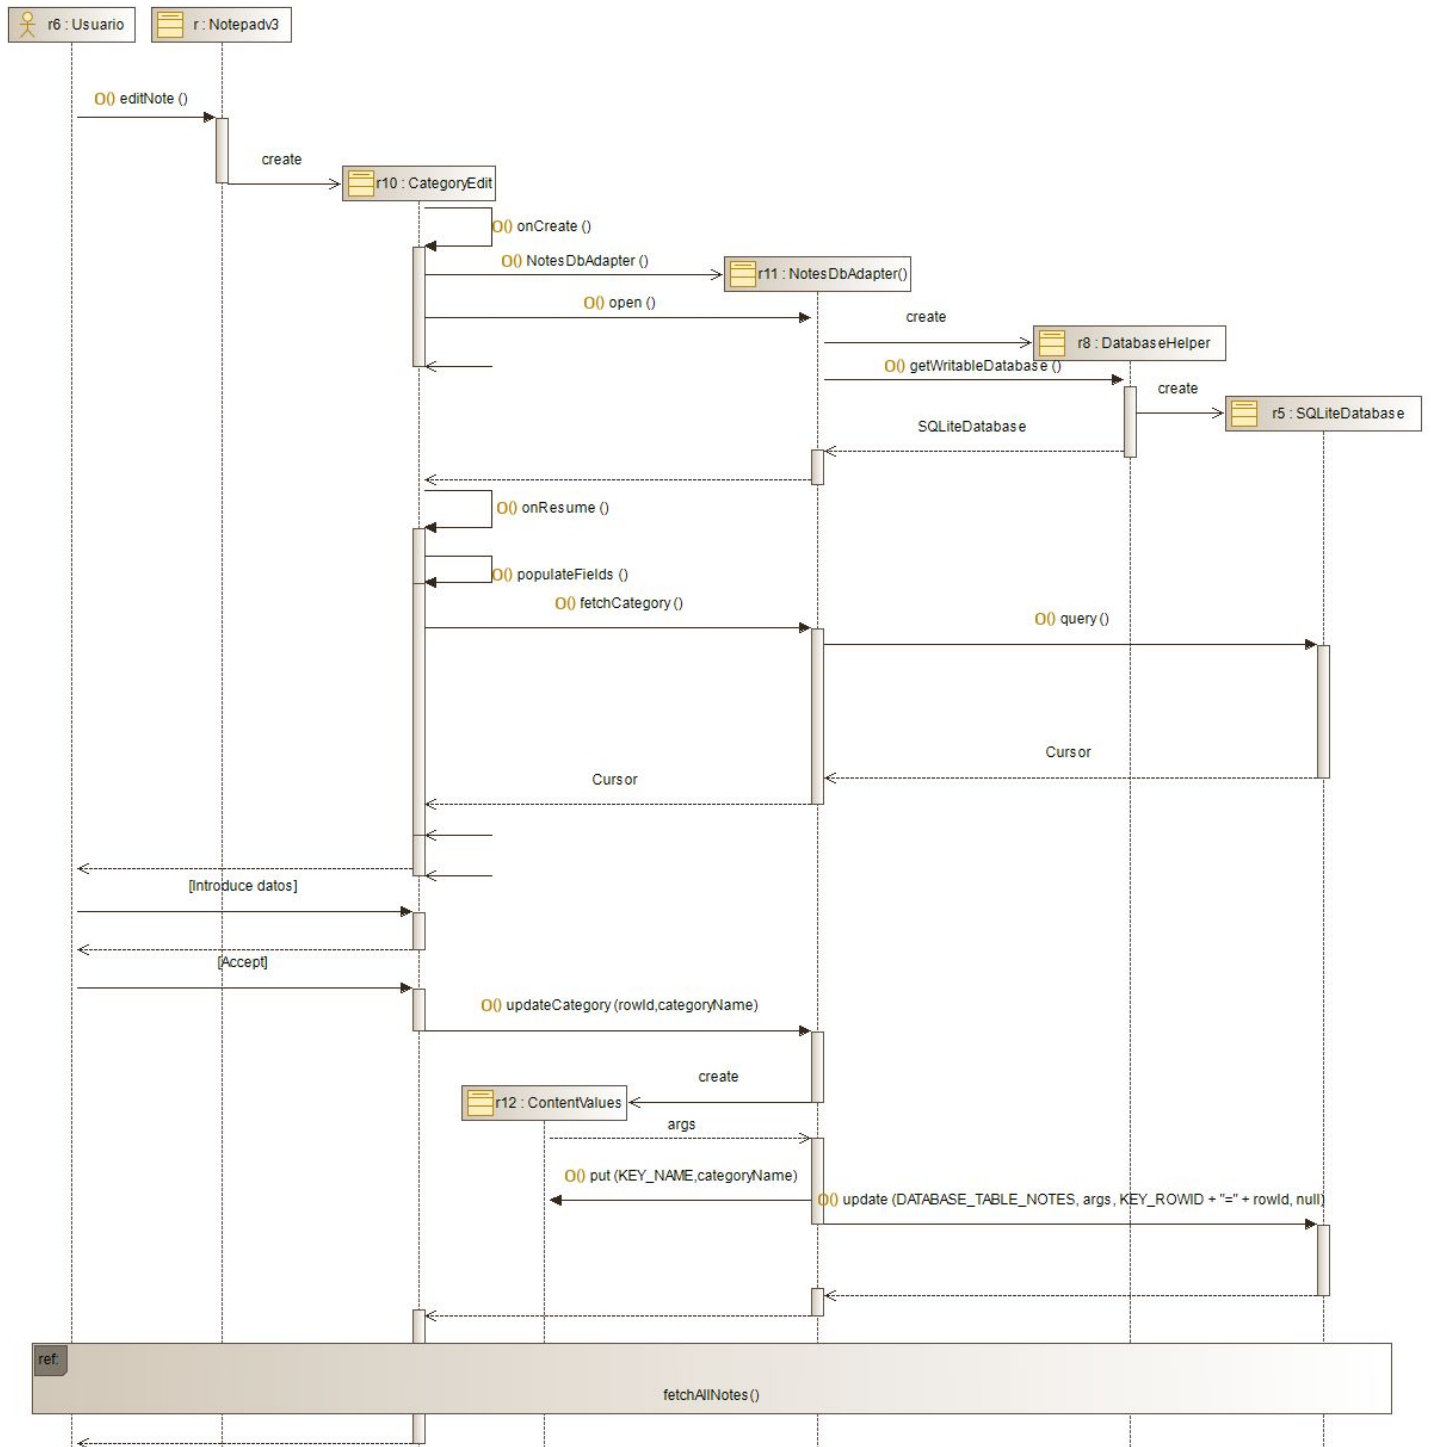 r6 : Usuario
r : Notepadv3
O() editNote ()
create
r10 : CategoryEdit
O() onCreate ()
O() NotesDbAdapter ()
r11 : NotesDbAdapter()
O() open ()
create
r8 : DatabaseHelper
O() getWritableDatabase ()
create
r5 : SQLiteDatabase
SQLiteDatabase
O() onResume ()
O() populateFields ()
O() fetchCategory ()
O() query ()
Cursor
Cursor
[Introduce datos]
[Accept]
O() updateCategory (rowId,categoryName)
create
r12 : ContentValues
args
O() put (KEY_NAME,categoryName)
O() update (DATABASE_TABLE_NOTES, args, KEY_ROWID + "=" + rowId, null)
ref:
fetchAllNotes()